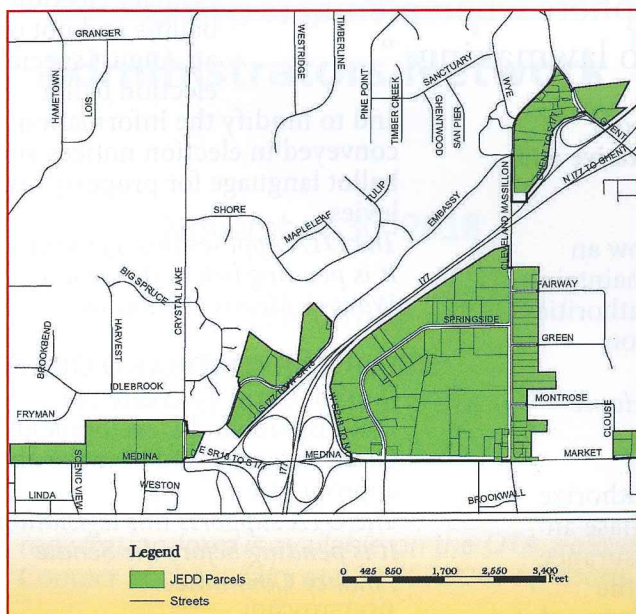 GRANGER
HAMETOWN
LOIS
WESTRIDGE
TIMBERLINE
PINE POINT
TIMBER CREEK
SANCTUARY
GHENTWOOD
SAN PIER
WYE
GHENT
N I77 TO GHENT
CLEVELAND MASSILLON
SHORE
MAPLELEAF
TULIP
EMBASSY
I77
CRYSTAL LAKE
BIG SPRUCE
BROOKBEND
HARVEST
IDLEBROOK
FRYMAN
SPRINGSIDE
FAIRWAY
GREEN
MONTROSE
CLOUSE
MARKET
MEDINA
E SR18 TO S I77
I77
MEDINA
SCENIC VIEW
LINDA
WESTON
BROOKWALL
Legend
JEDD Parcels
Streets
0 425 850 1,700 2,550 3,400
Feet